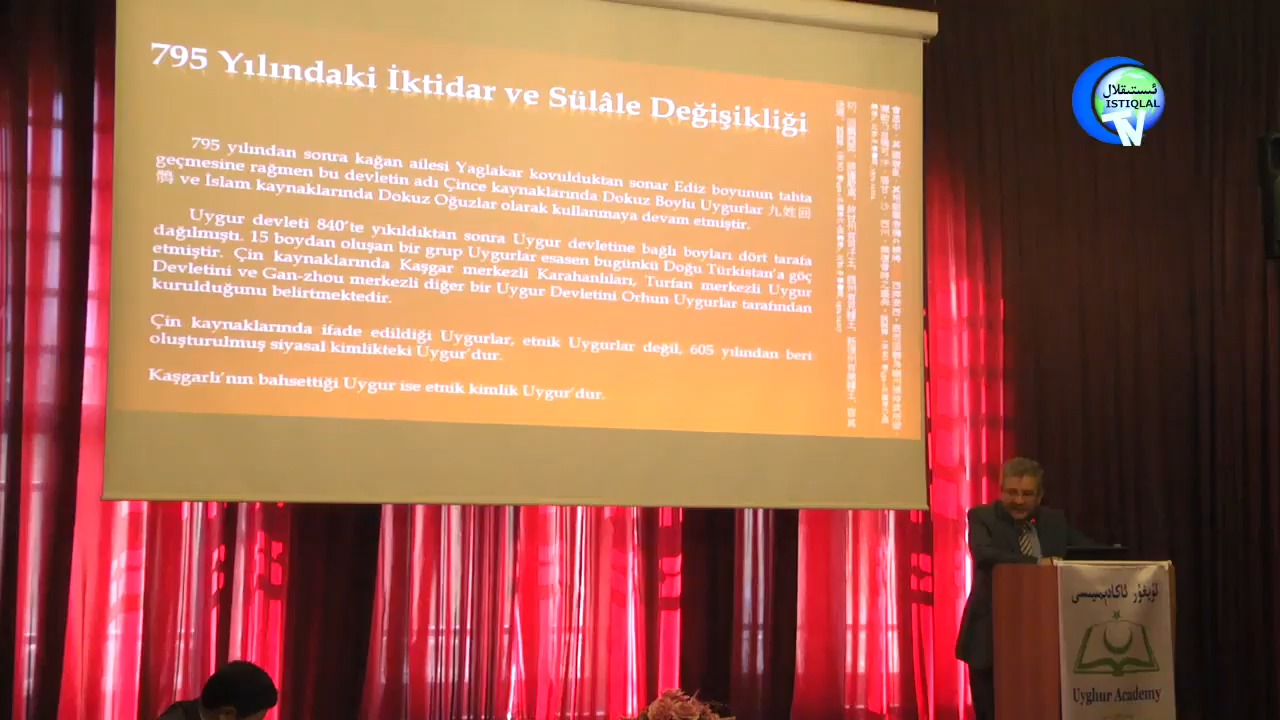 795 Yılındaki İktidar ve Sülâle Değişikliği
795 yılından sonra kağan ailesi Yaglakar kovulduktan sonar Ediz boyunun tahta
geçmesine rağmen bu devletin adı Çince kaynaklarında Dokuz Boylu Uygurlar 九姓回
鶻 ve İslam kaynaklarında Dokuz Oğuzlar olarak kullanmaya devam etmiştir.
Uygur devleti 840’te yıkıldıktan sonra Uygur devletine bağlı boyları dört tarafa
dağılmuştı. 15 boydan oluşan bir grup Uygurlar esasen bugünkü Doğu Türkistan’a göç
etmiştir. Çin kaynaklarında Kaşgar merkezli Karahanlıları, Turfan merkezli Uygur
Devletini ve Gan-zhou merkezli diğer bir Uygur Devletini Orhun Uygurlar tarafından
kurulduğunu belirtmektedir.
Çin kaynaklarında ifade edildiği Uygurlar, etnik Uygurlar değil, 605 yılından beri
oluşturulmuş siyasal kimlikteki Uygur’dur.
Kaşgarlı’nın bahsettiği Uygur ise etnik kimlik Uygur’dur.
ئىستىقلال
ISTIQLAL
TV
ئۇيغۇر ئاكادېمىيىسى
Uyghur Academy